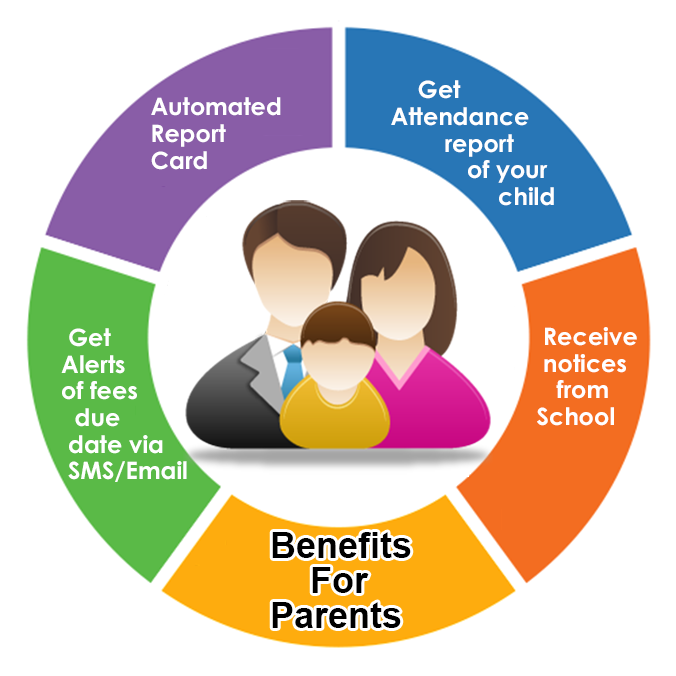 Automated
Report
Card
Get
Attendance
report
of your
child
Receive
notices
from
School
Get
Alerts
of fees
due
date via
SMS/Email
Benefits
For
Parents